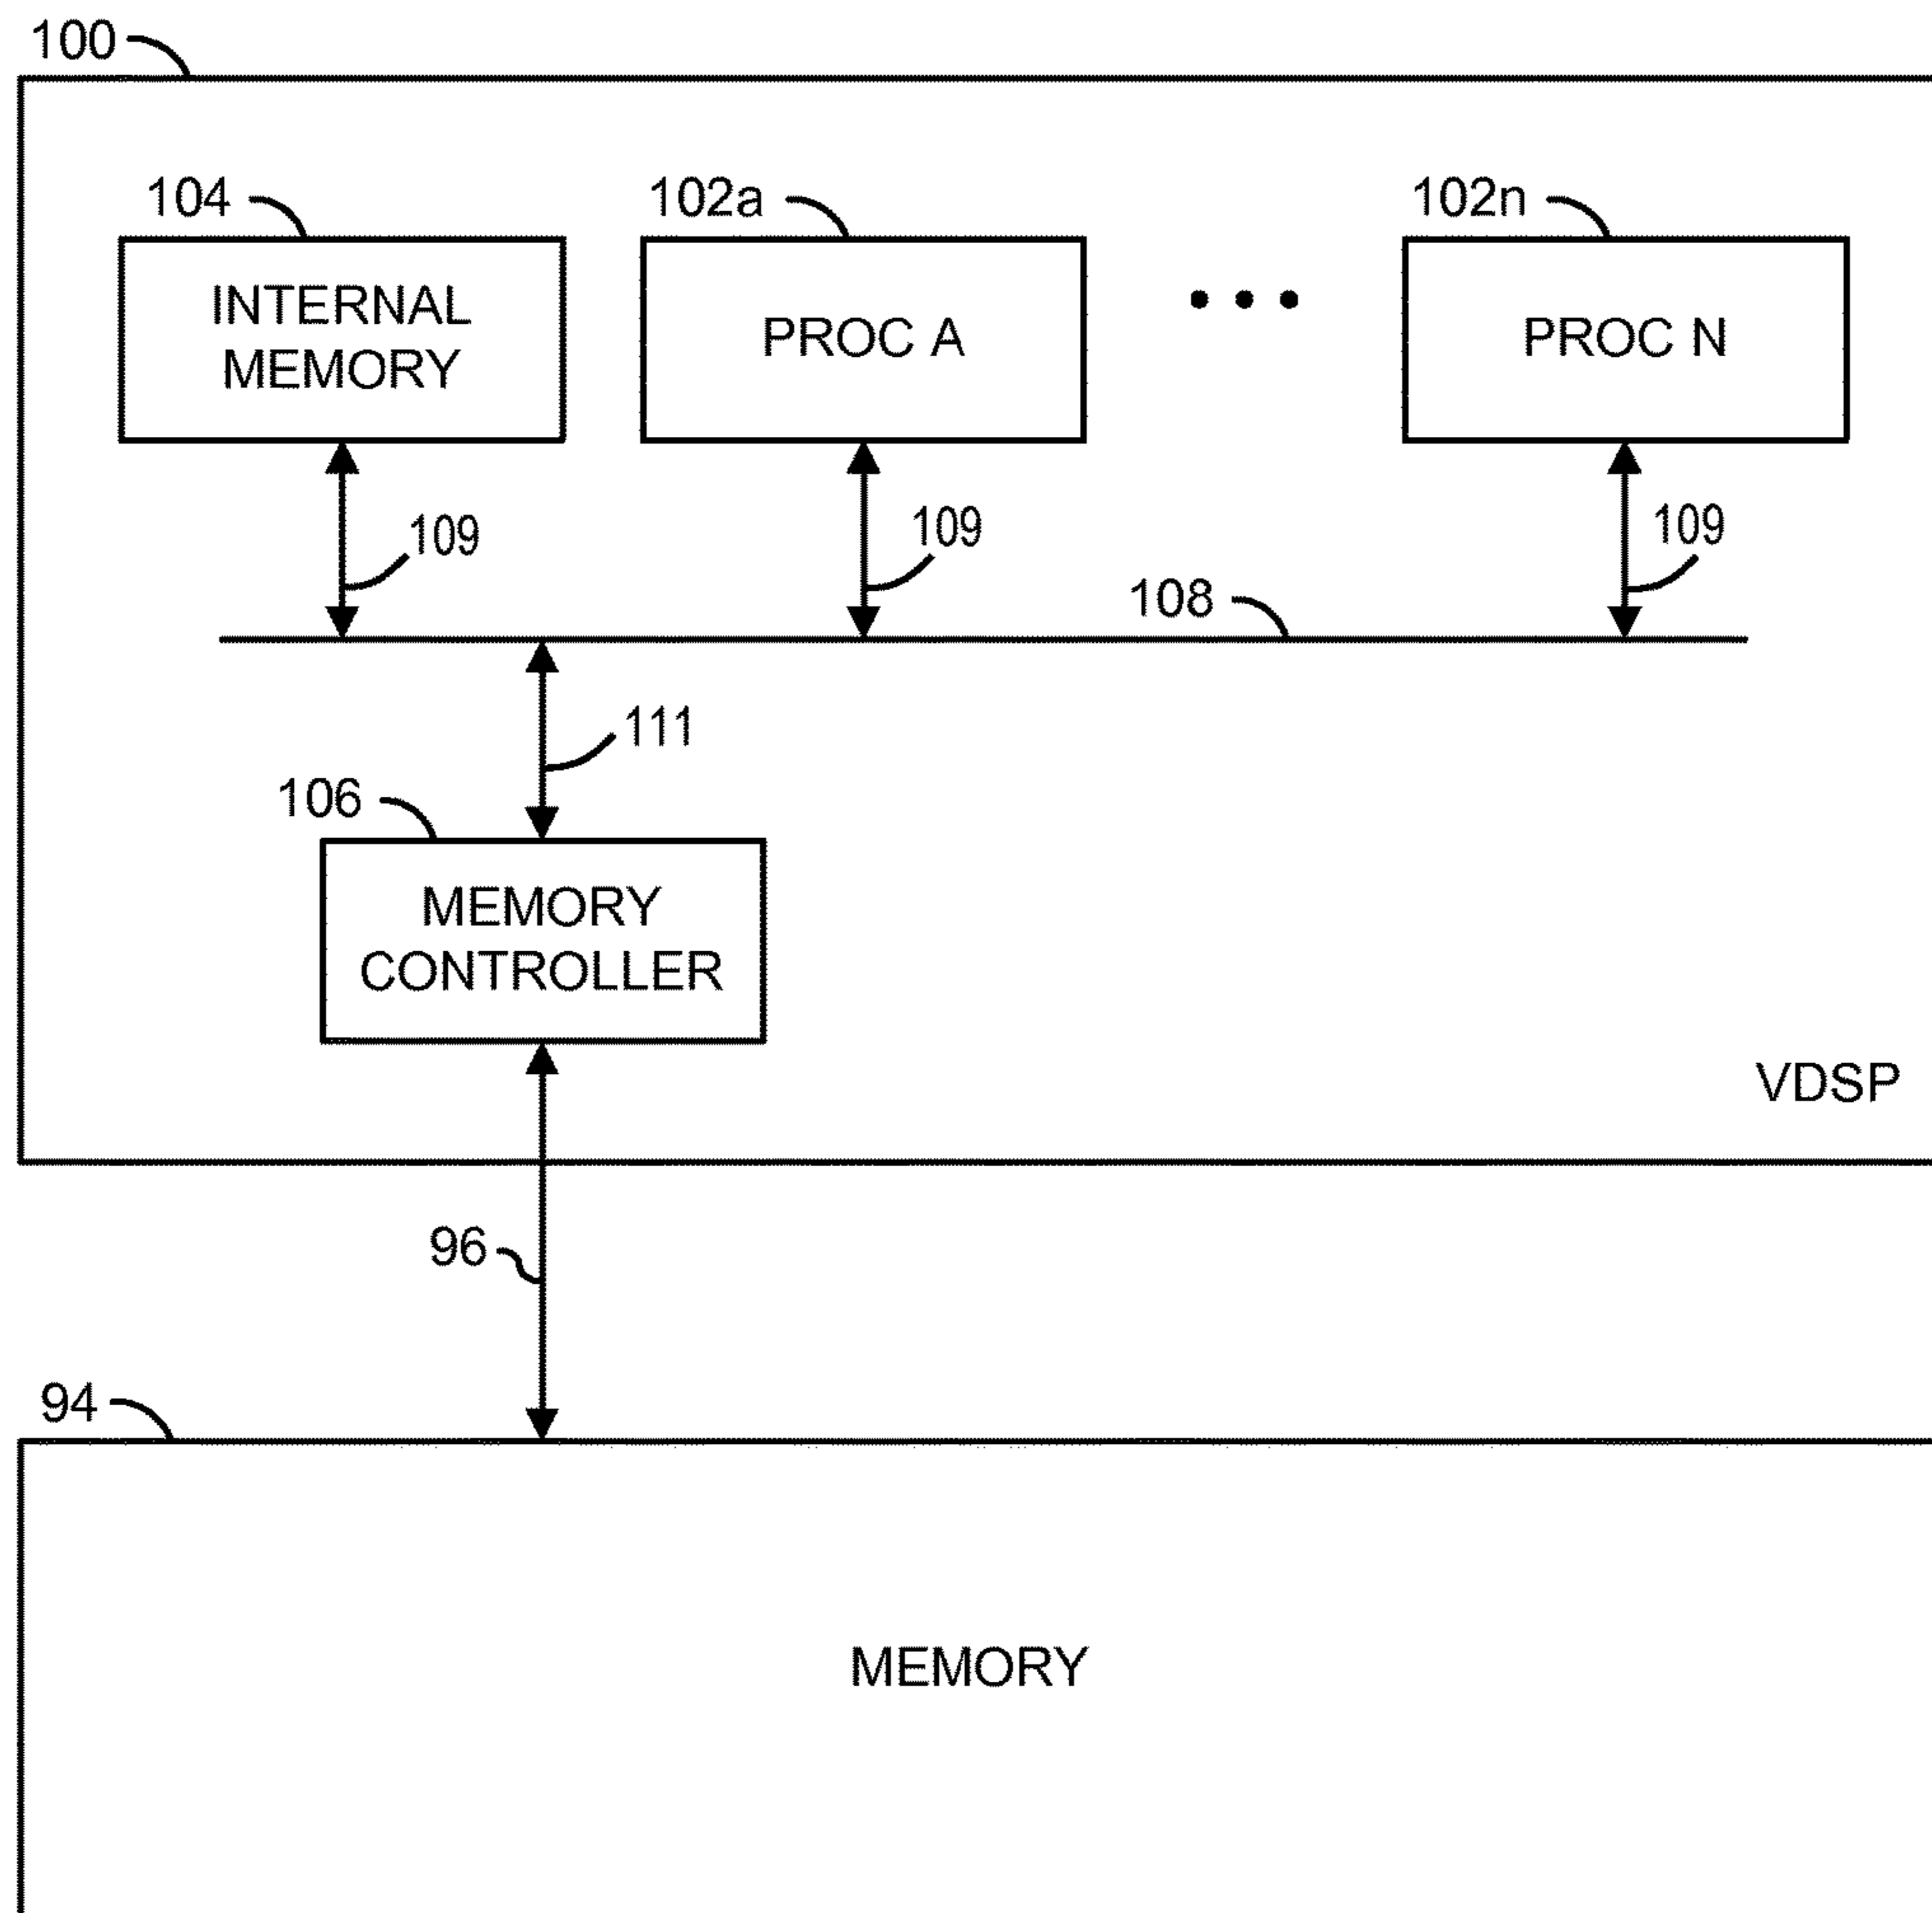 100
104
102a
102n
INTERNAL
MEMORY
PROC A
PROC N
109
109
109
108
111
106
MEMORY
CONTROLLER
VDSP
96
94
MEMORY